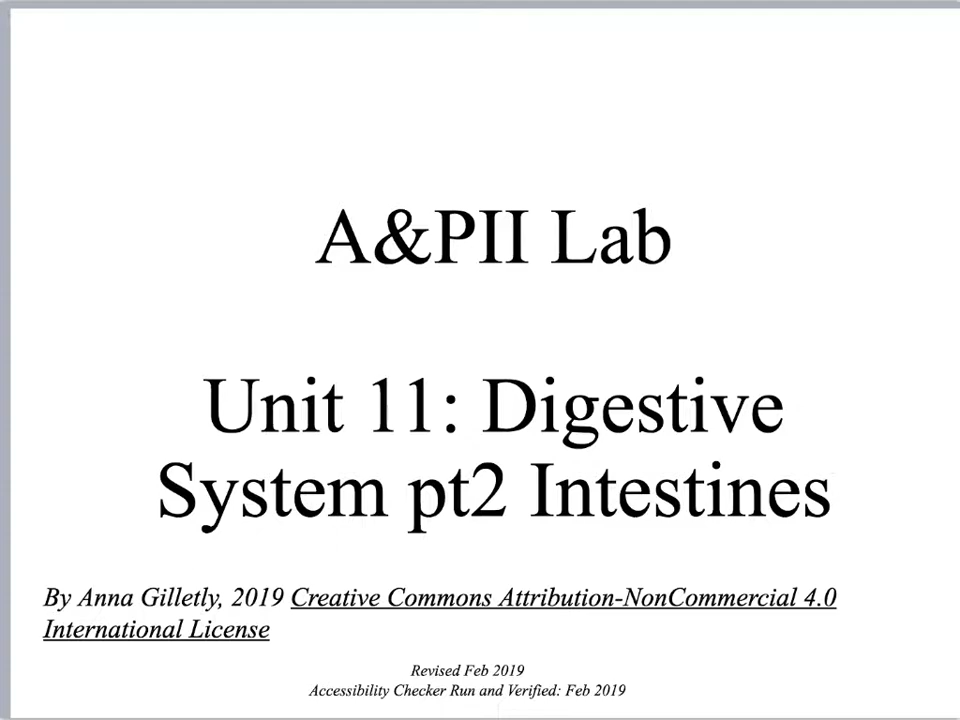 A&PII Lab
Unit 11: Digestive
System pt2 Intestines
By Anna Gilletly, 2019 Creative Commons Attribution-NonCommercial 4.0
International License
Revised Feb 2019
Accessibility Checker Run and Verified: Feb 2019